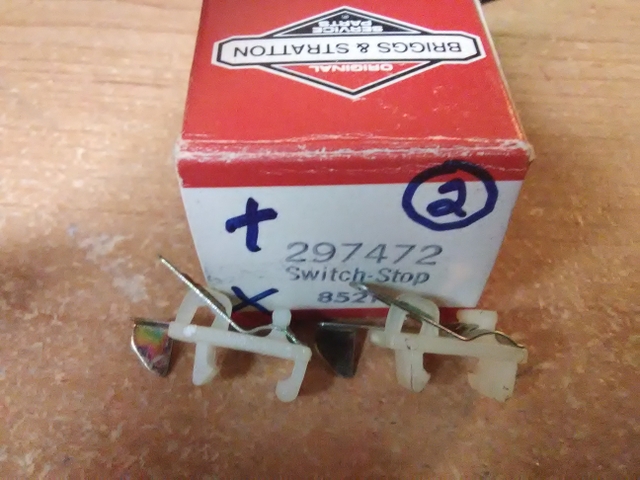 ORIGINAL
BRIGGS & STRATTON
SERVICE
PARTS
+
2
297472
Switch-Stop
X